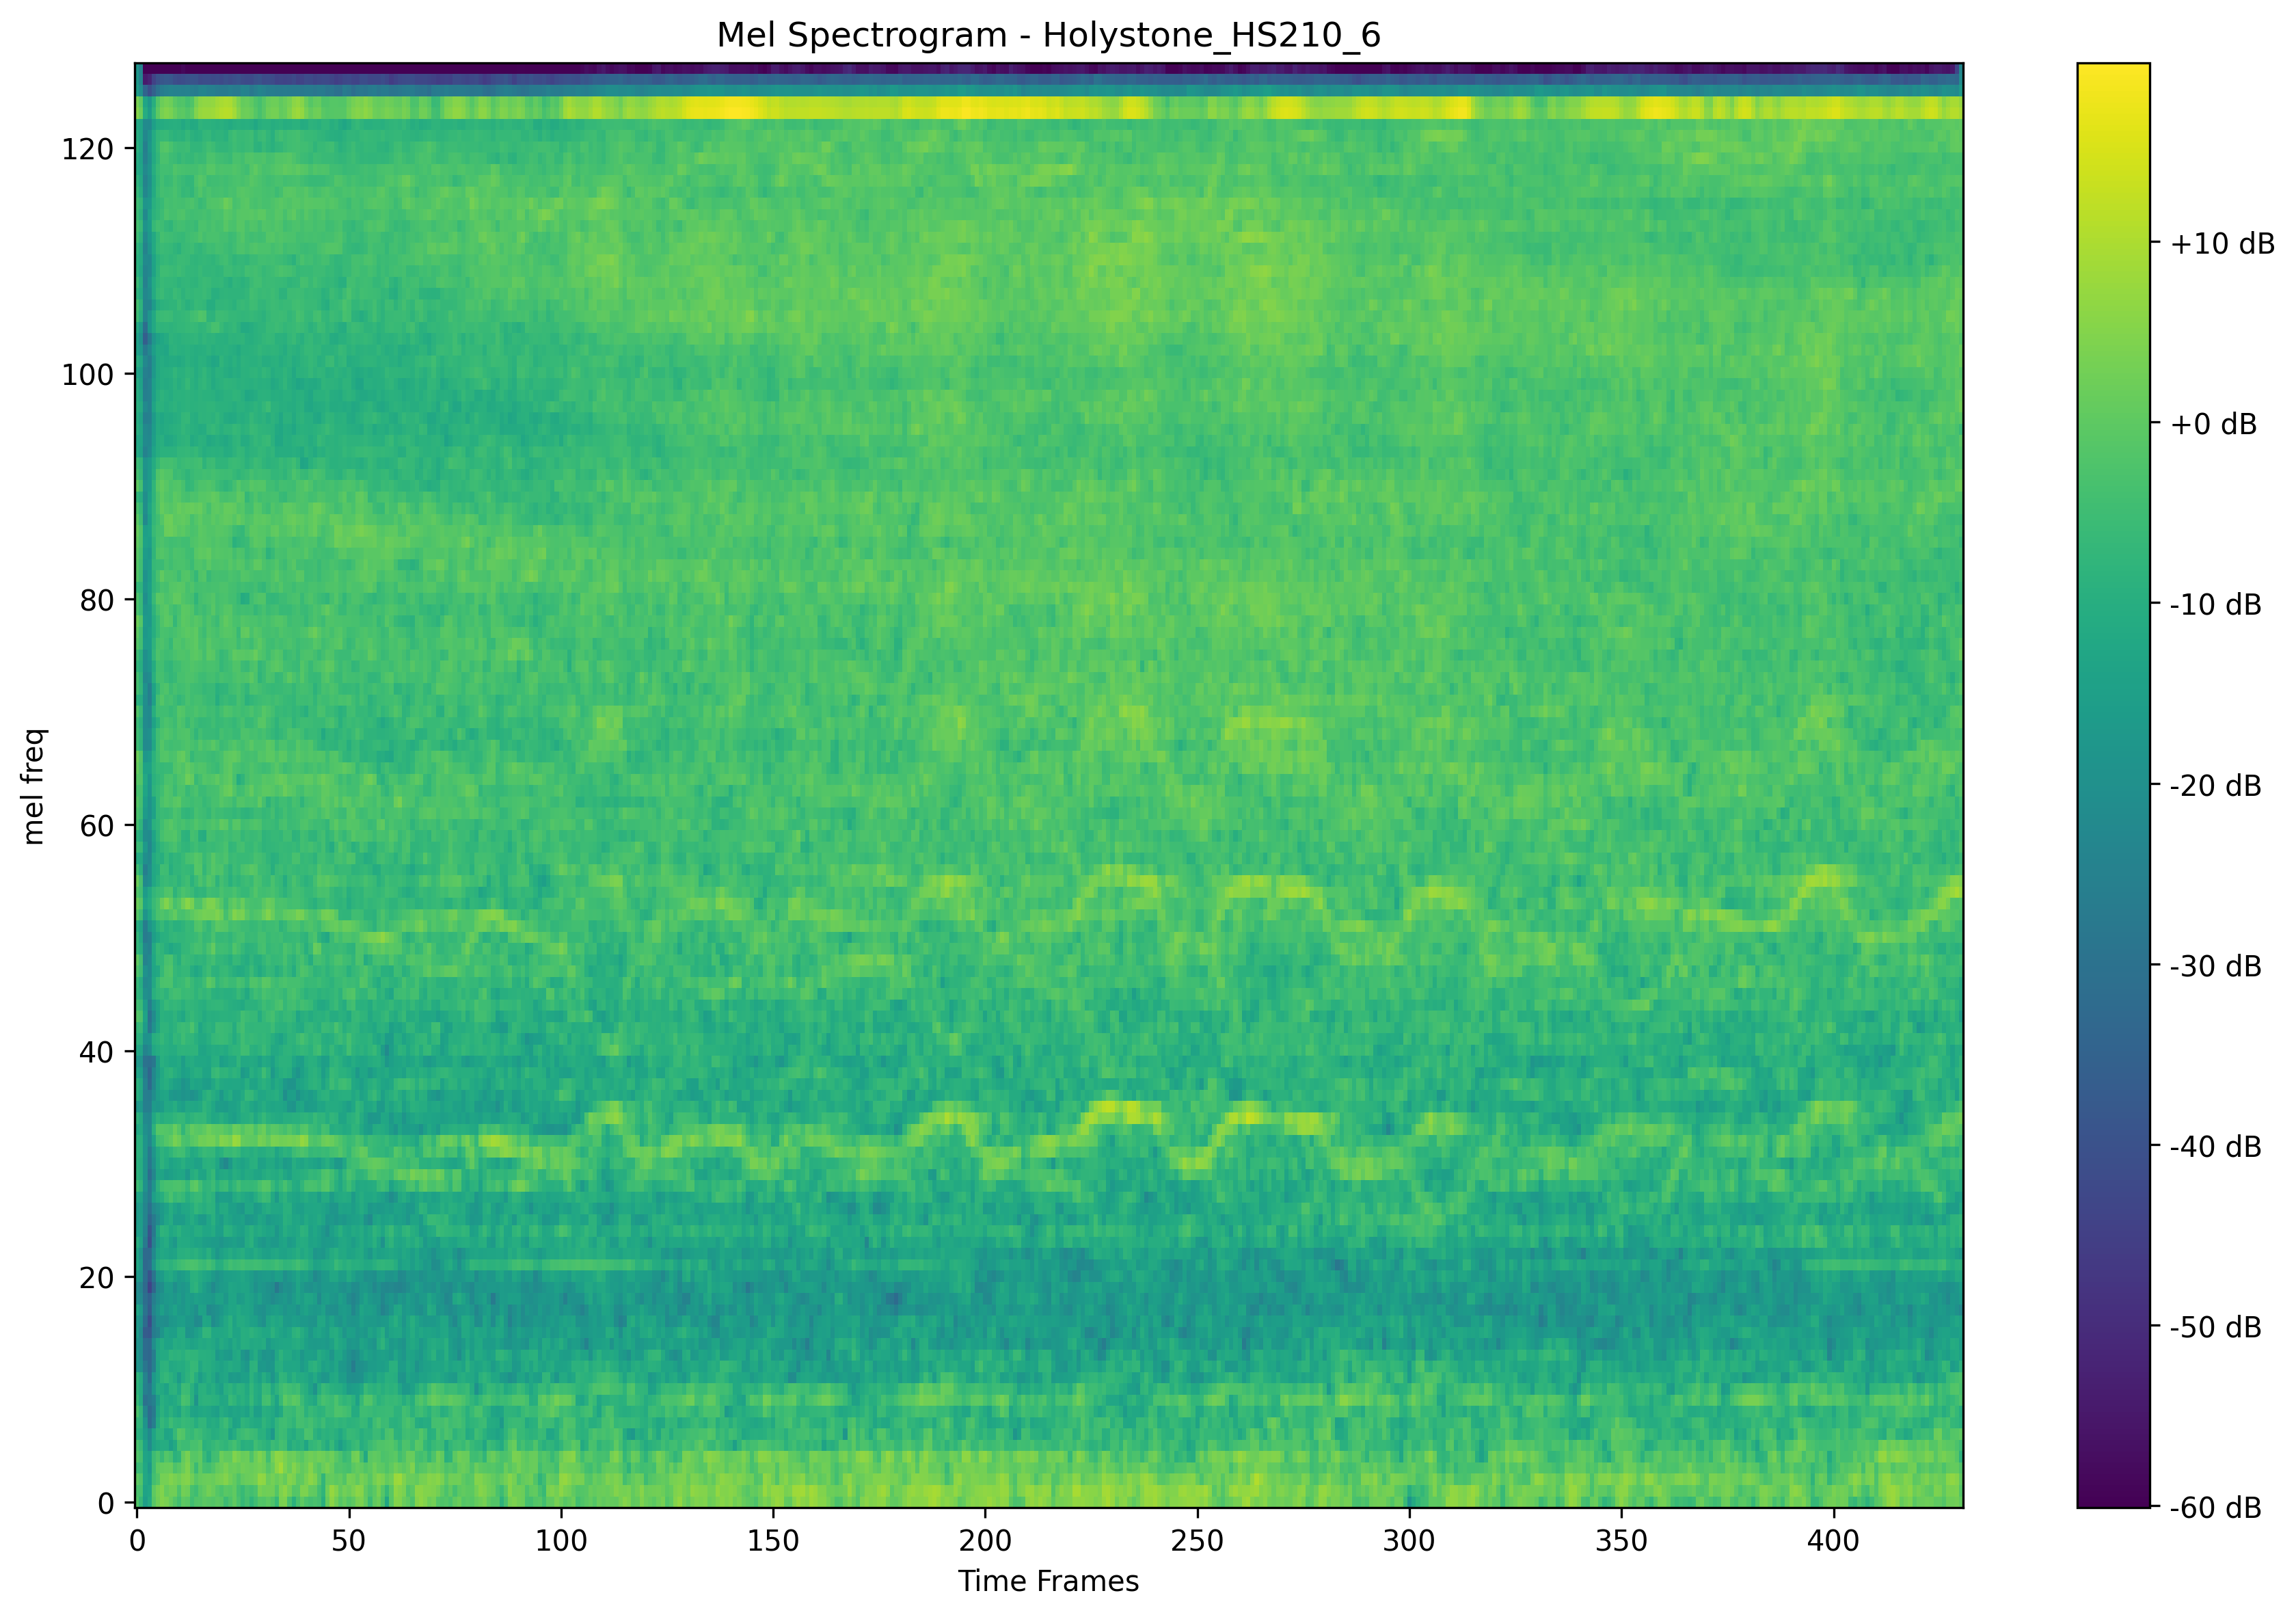 Mel Spectrogram - Holystone_HS210_6
mel freq
120
100
80
60
40
20
0
0 50 100 150 200 250 300 350 400
Time Frames
+10 dB
+0 dB
-10 dB
-20 dB
-30 dB
-40 dB
-50 dB
-60 dB